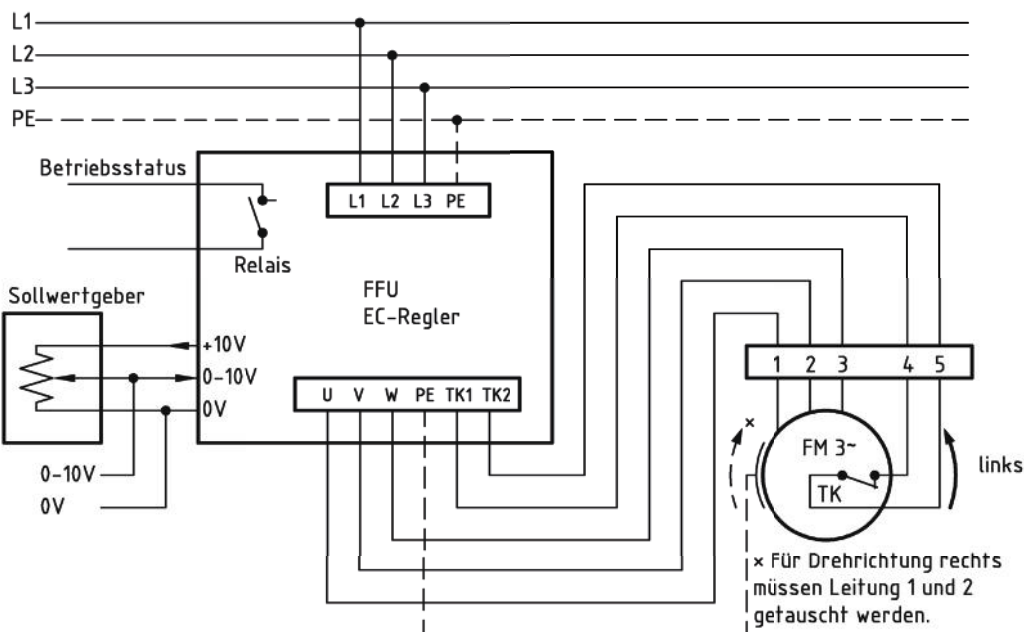 L1
L2
L3
PE
Betriebsstatus
L1 L2 L3 PE
Relais
FFU
EC-Regler
Sollwertgeber
+10V
0-10V
0V
U V W PE TK1 TK2
0-10V
0V
1 2 3 4 5
×
FM 3~
TK
links
× Für Drehrichtung rechts
müssen Leitung 1 und 2
getauscht werden.